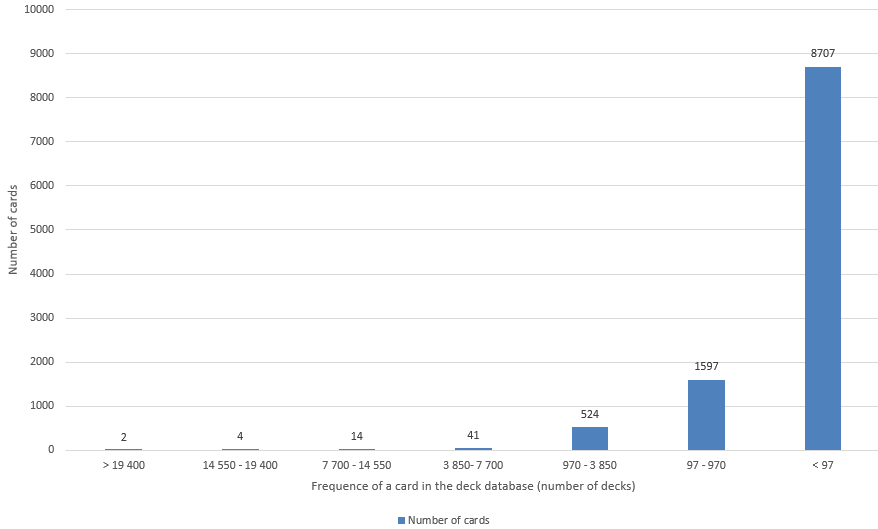 10000
9000
8000
7000
6000
5000
4000
3000
2000
1000
0
Number of cards
2
4
14
41
524
1597
8707
> 19 400
14 550 - 19 400
7 700 - 14 550
3 850- 7 700
970 - 3 850
97 - 970
< 97
Frequence of a card in the deck database (number of decks)
Number of cards